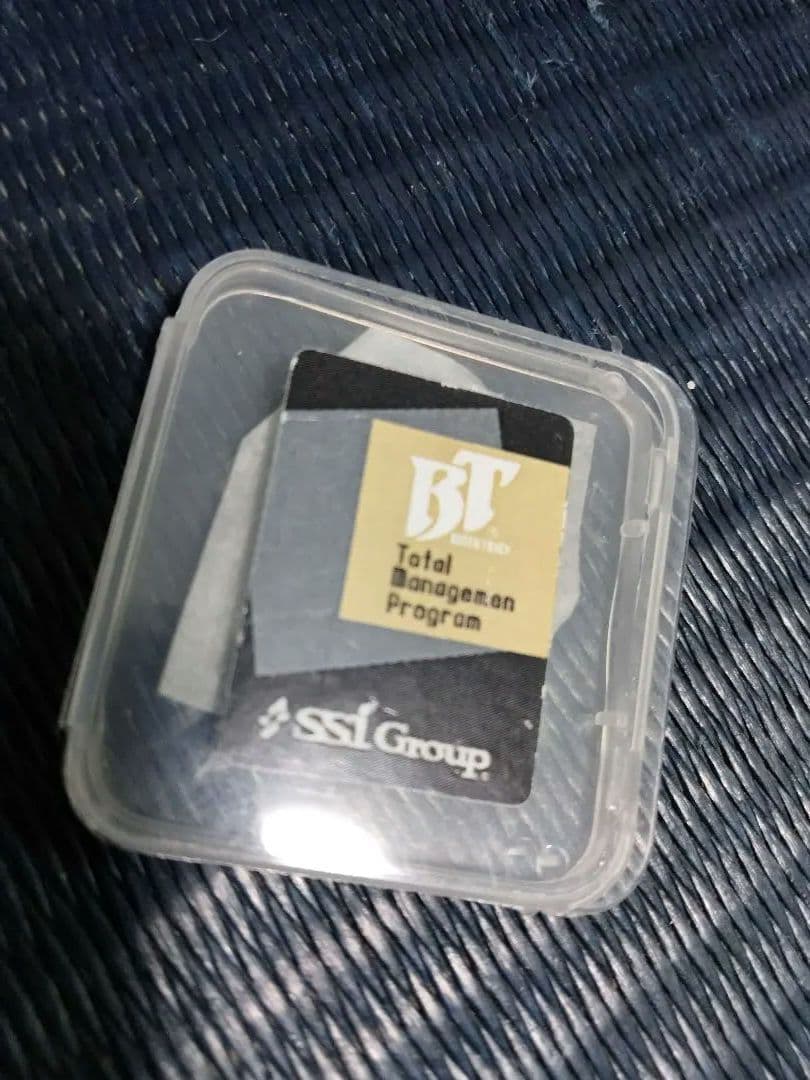 BT
Total
Managemen
Program
SSI Group